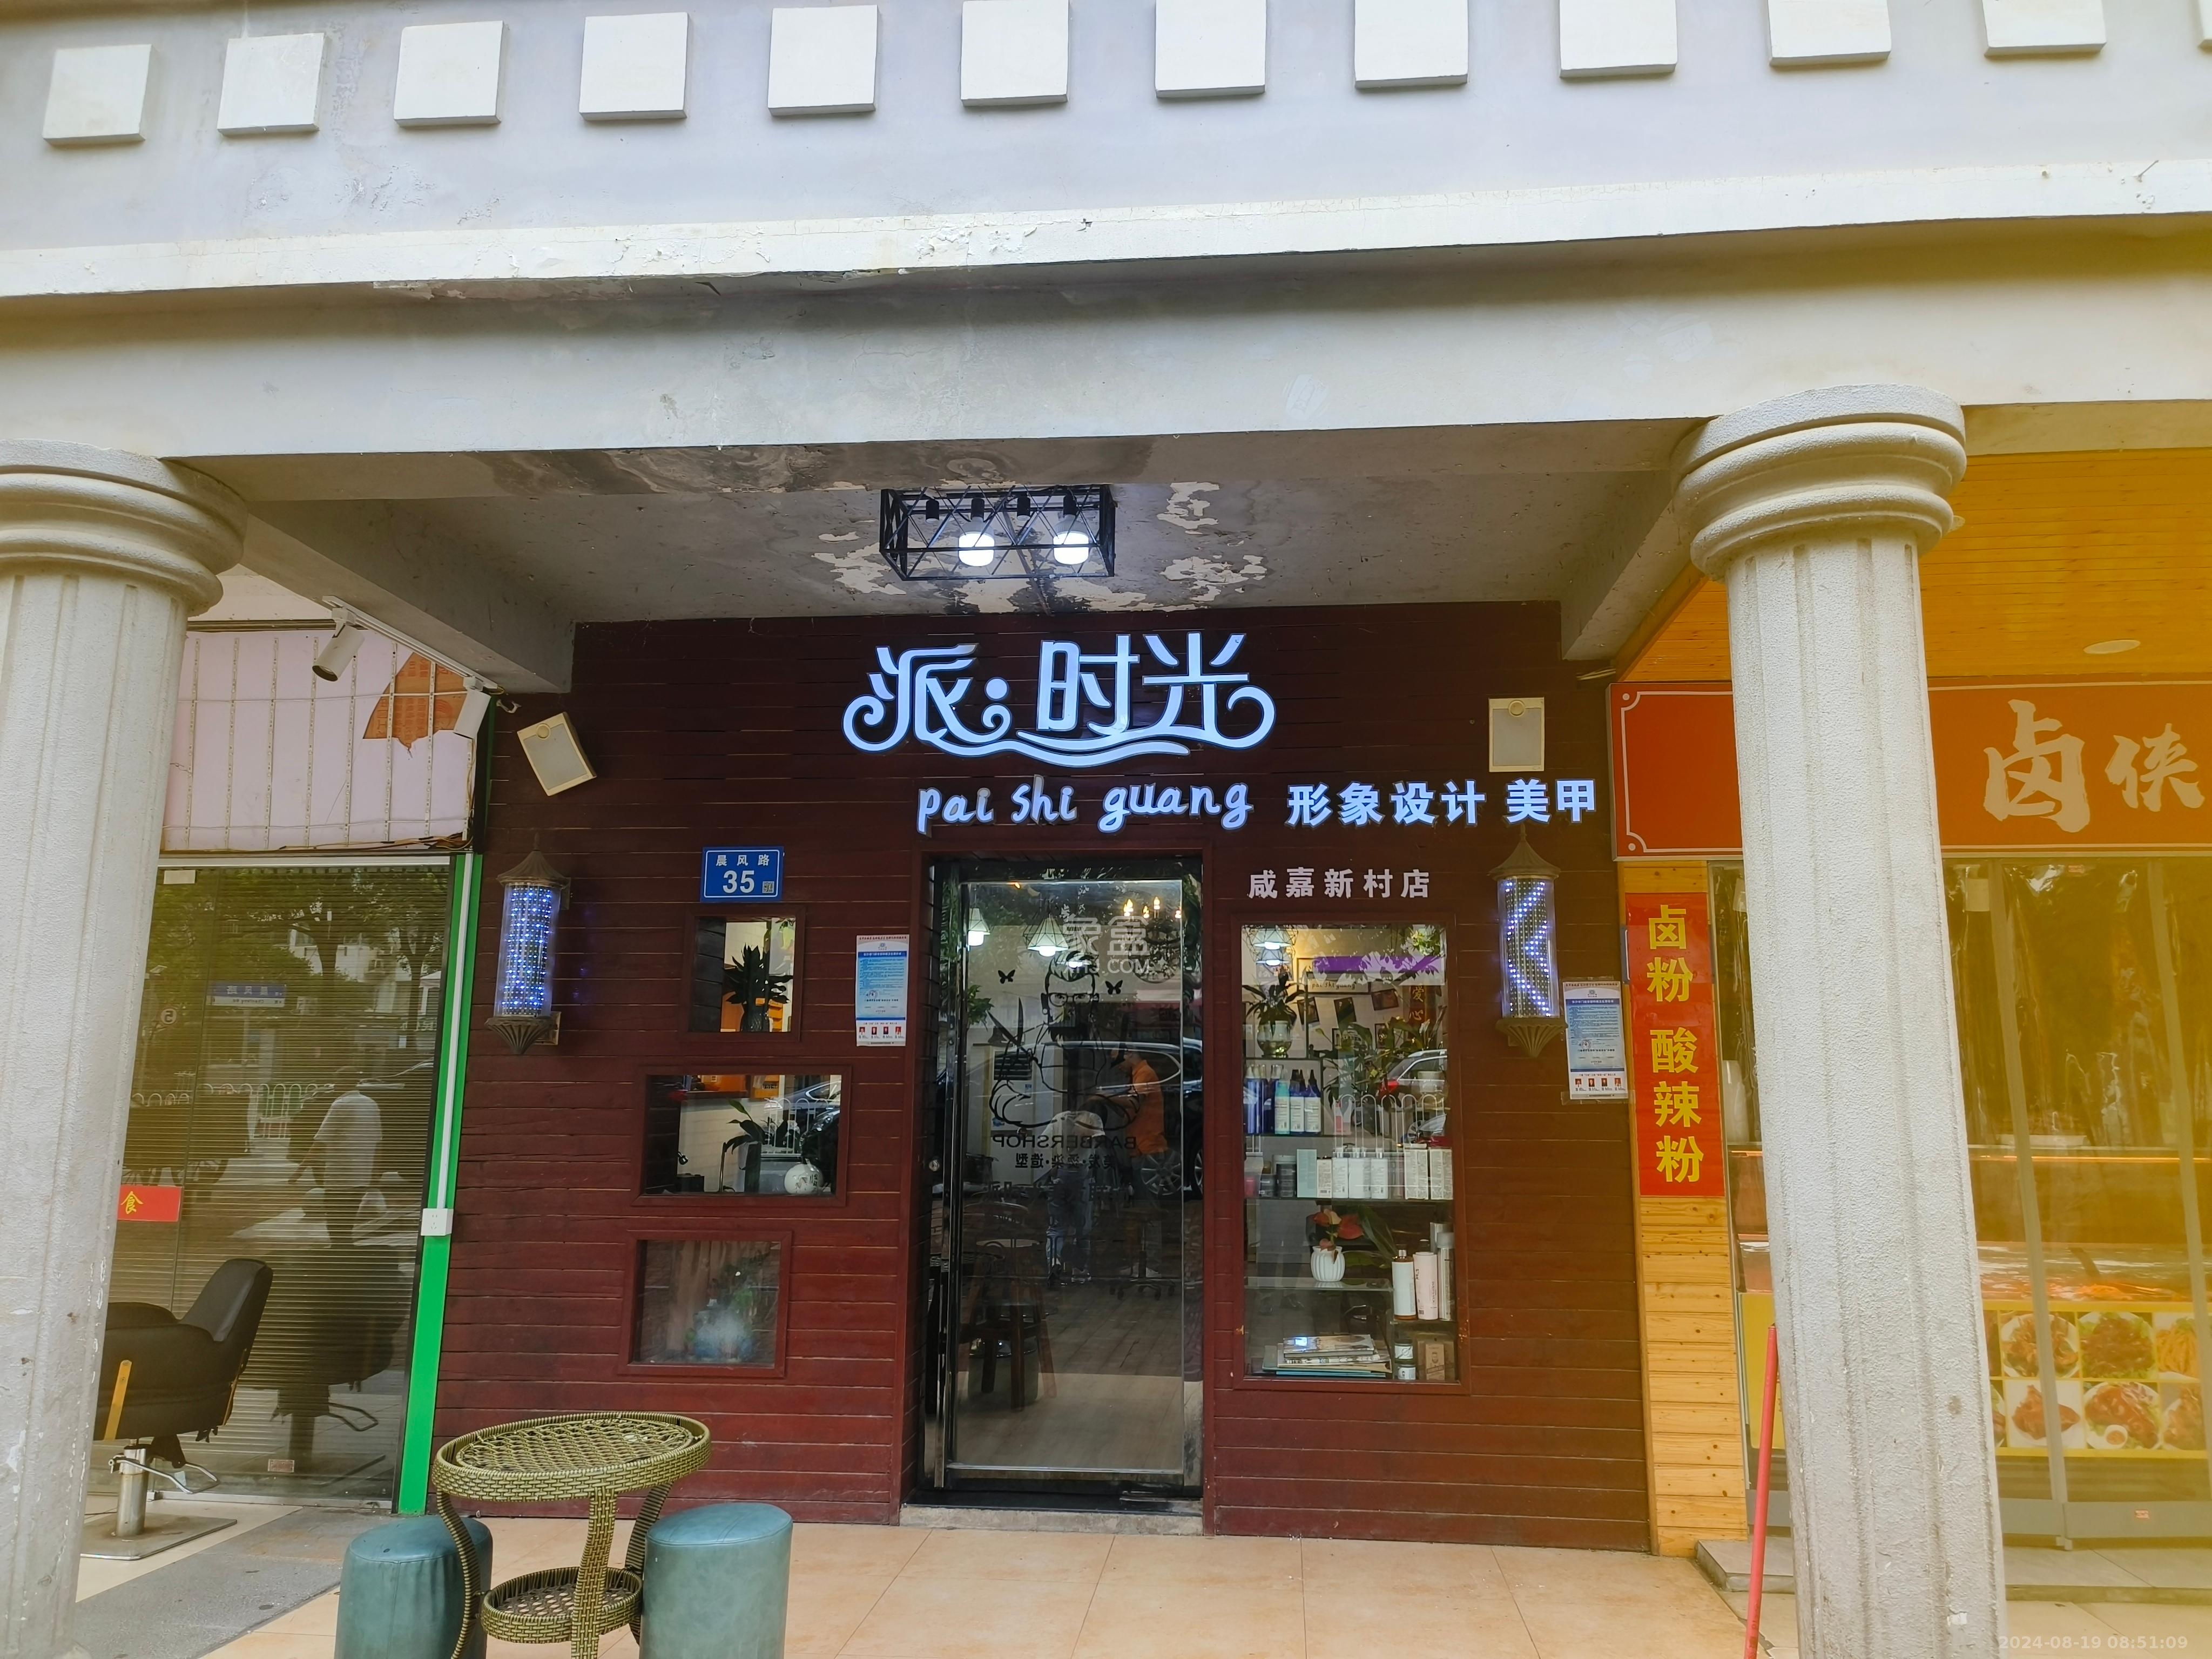 派:时光
pai shi guang 形象设计 美甲
咸嘉新村店
晨风路
35
卤侠
卤粉 酸辣粉
食
BARBERSHOP
2024-08-19 08:51:09